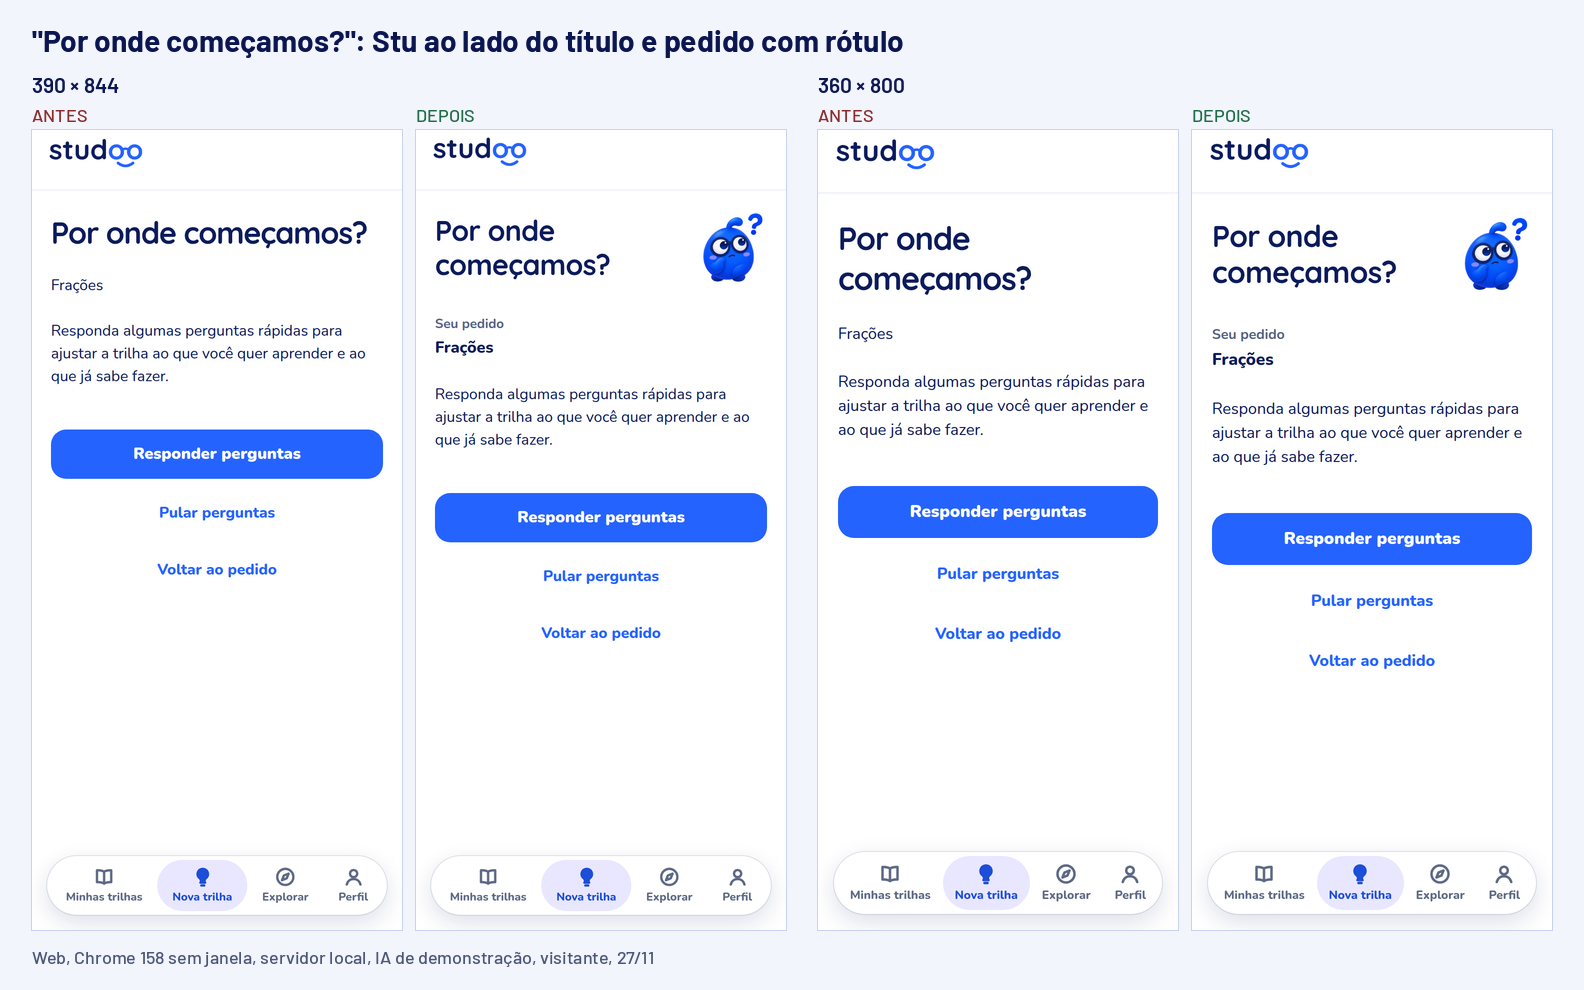 "Por onde começamos?": Stu ao lado do título e pedido com rótulo
390 × 844
ANTES
studoo
Por onde começamos?
Frações
Responda algumas perguntas rápidas para
ajustar a trilha ao que você quer aprender e ao
que já sabe fazer.
Responder perguntas
Pular perguntas
Voltar ao pedido
Minhas trilhas
Nova trilha
Explorar
Perfil
DEPOIS
studoo
Por onde
começamos?
?
Seu pedido
Frações
Responda algumas perguntas rápidas para
ajustar a trilha ao que você quer aprender e ao
que já sabe fazer.
Responder perguntas
Pular perguntas
Voltar ao pedido
Minhas trilhas
Nova trilha
Explorar
Perfil
360 × 800
ANTES
studoo
Por onde
começamos?
Frações
Responda algumas perguntas rápidas para
ajustar a trilha ao que você quer aprender e
ao que já sabe fazer.
Responder perguntas
Pular perguntas
Voltar ao pedido
Minhas trilhas
Nova trilha
Explorar
Perfil
DEPOIS
studoo
Por onde
começamos?
?
Seu pedido
Frações
Responda algumas perguntas rápidas para
ajustar a trilha ao que você quer aprender e
ao que já sabe fazer.
Responder perguntas
Pular perguntas
Voltar ao pedido
Minhas trilhas
Nova trilha
Explorar
Perfil
Web, Chrome 158 sem janela, servidor local, IA de demonstração, visitante, 27/11